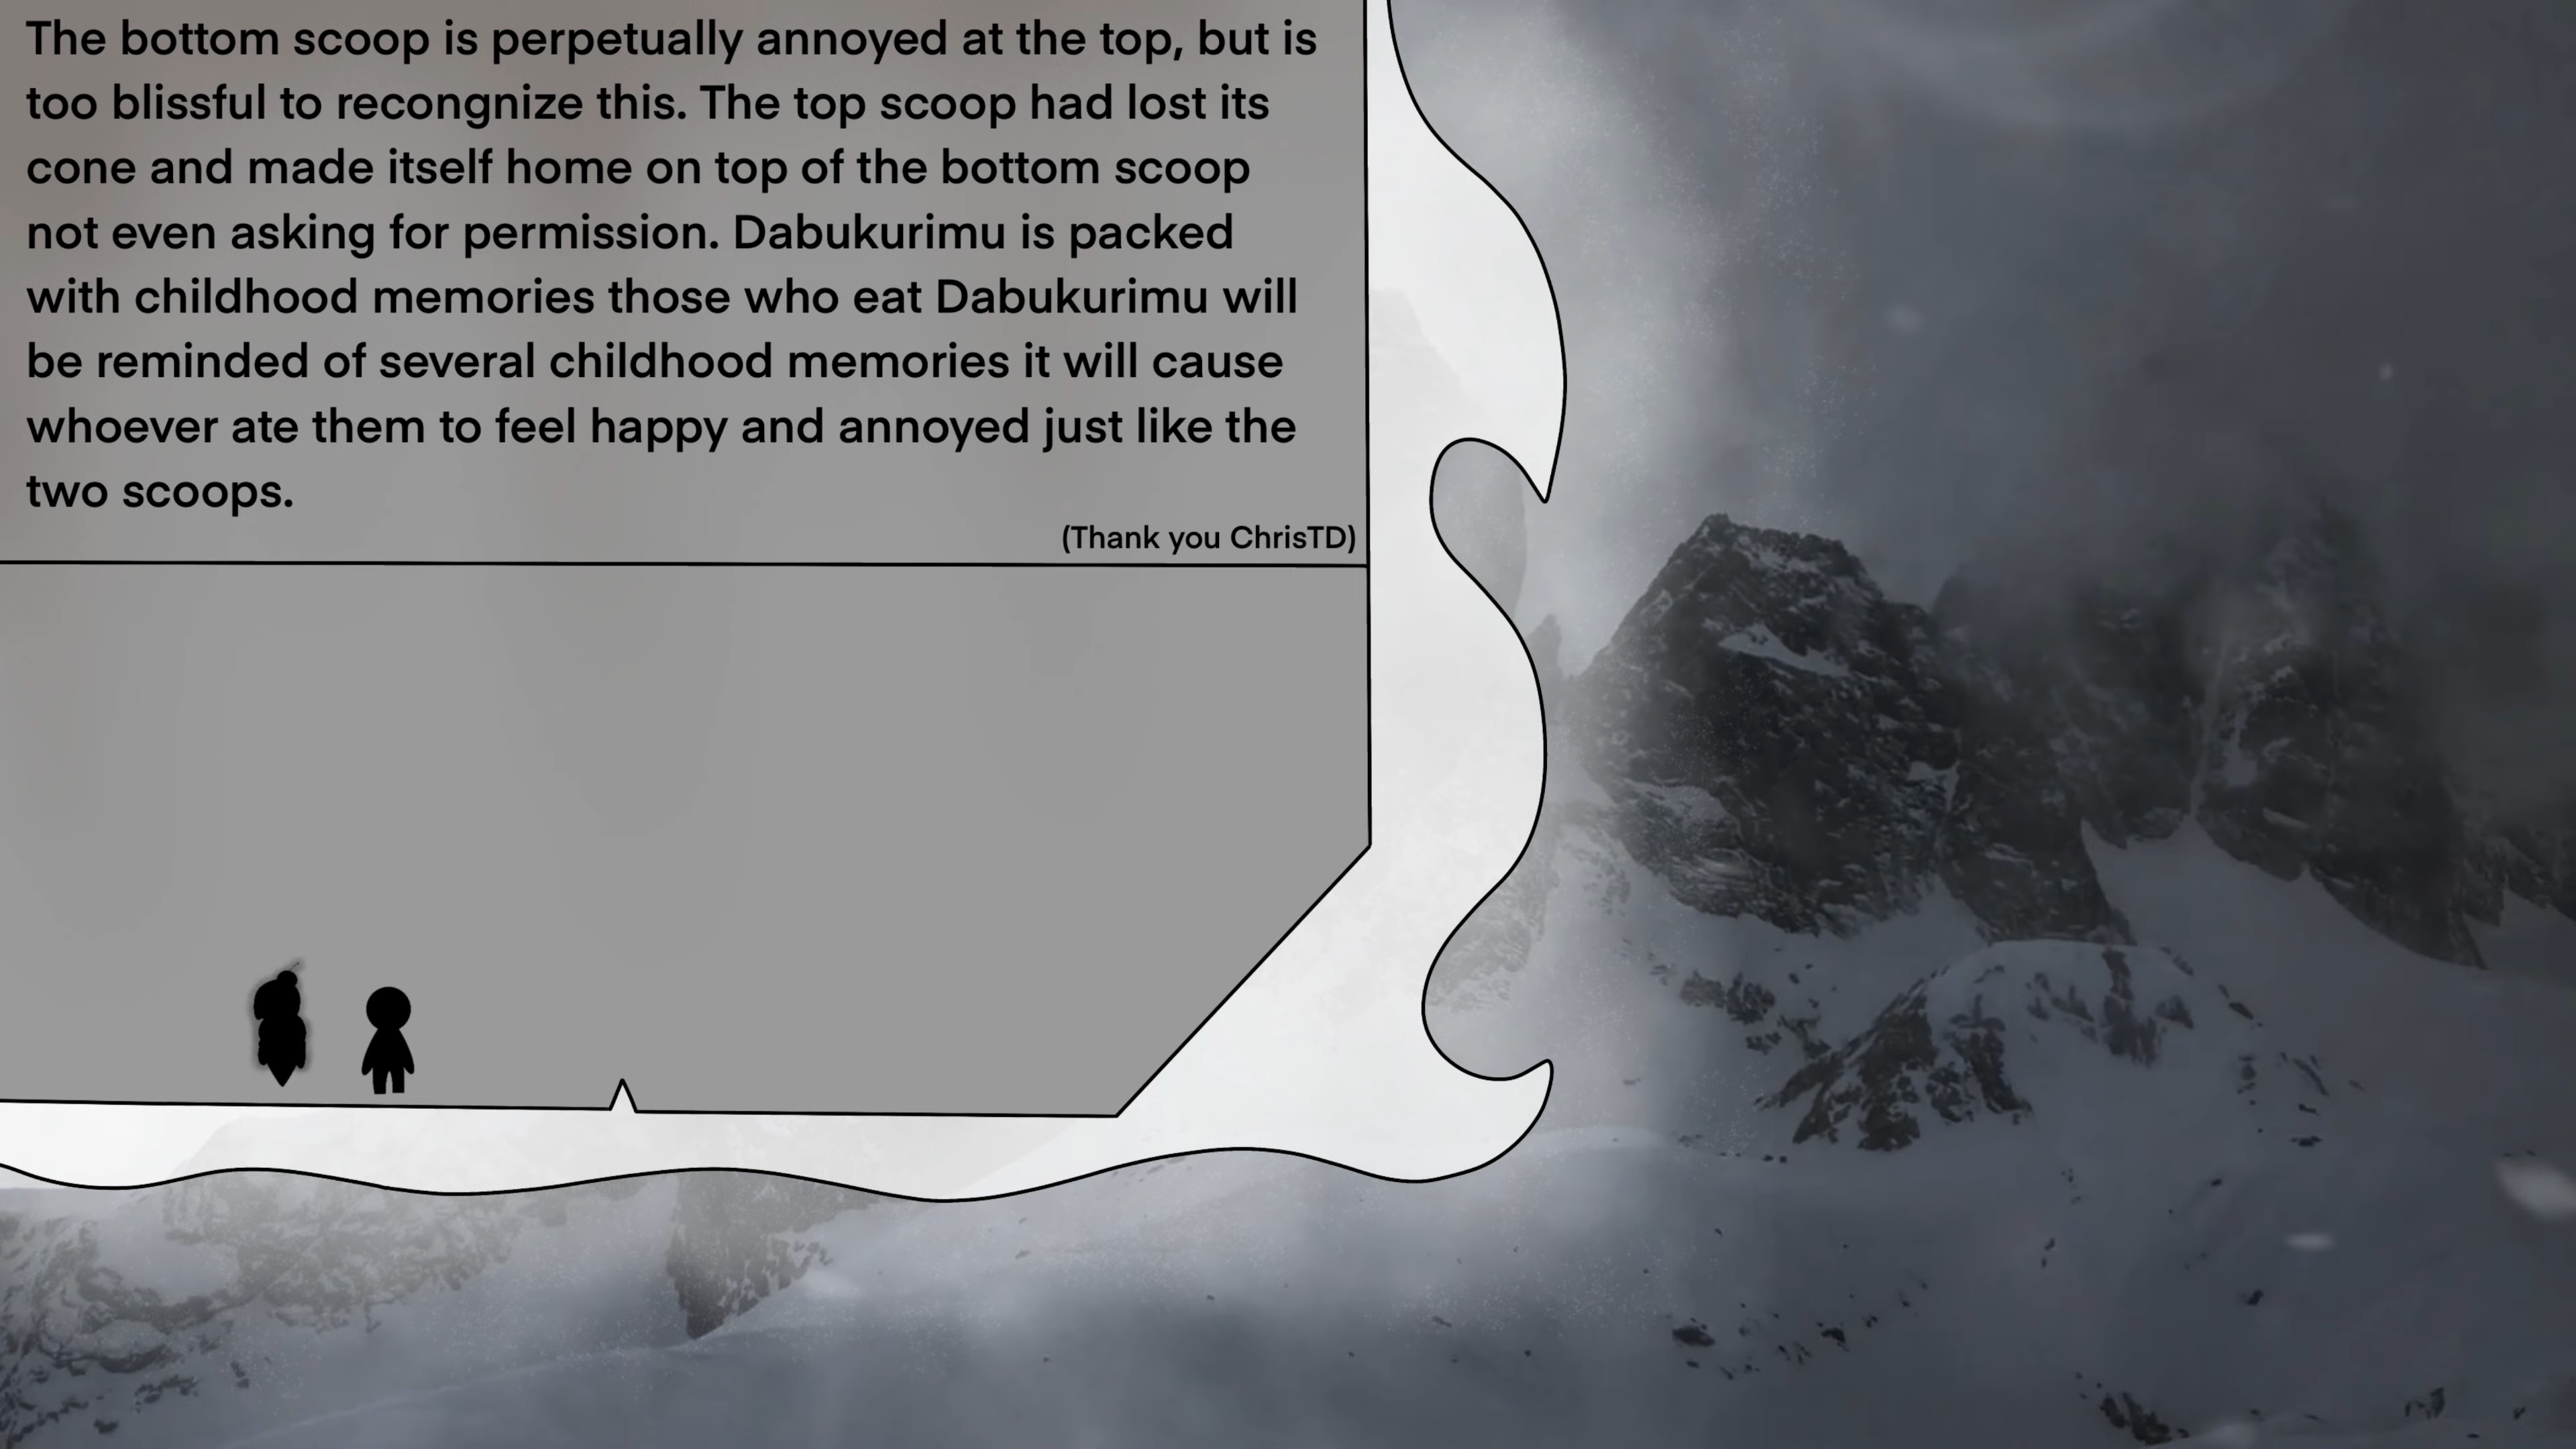 The bottom scoop is perpetually annoyed at the top, but is
too blissful to recongnize this. The top scoop had lost its
cone and made itself home on top of the bottom scoop
not even asking for permission. Dabukurimu is packed
with childhood memories those who eat Dabukurimu will
be reminded of several childhood memories it will cause
whoever ate them to feel happy and annoyed just like the
two scoops.
(Thank you ChrisTD)